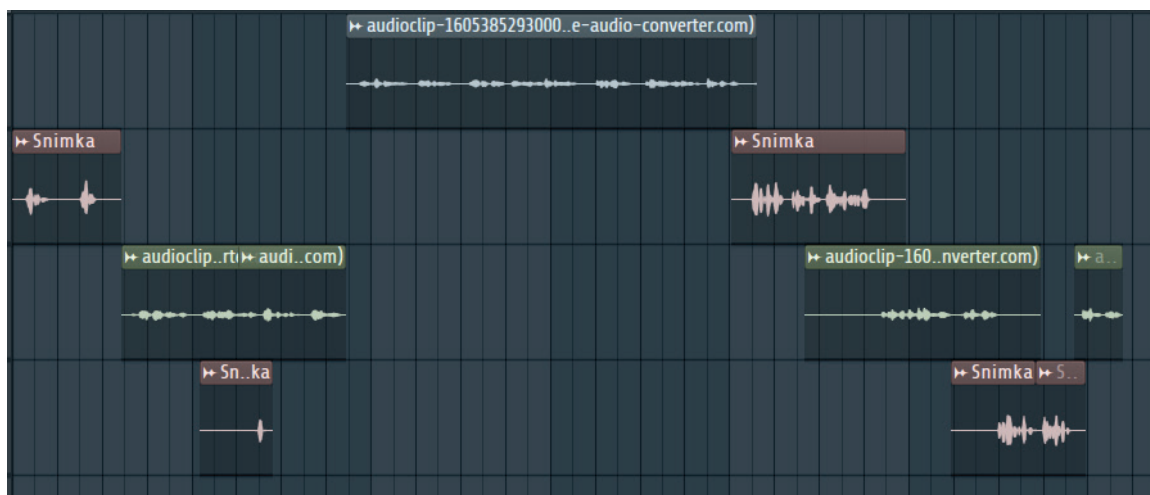 audioclip-1605385293000..e-audio-converter.com)
Snimka
Snimka
audioclip..rt
audi..com)
audioclip-160..nverter.com)
a..
Sn..ka
Snimka
S..